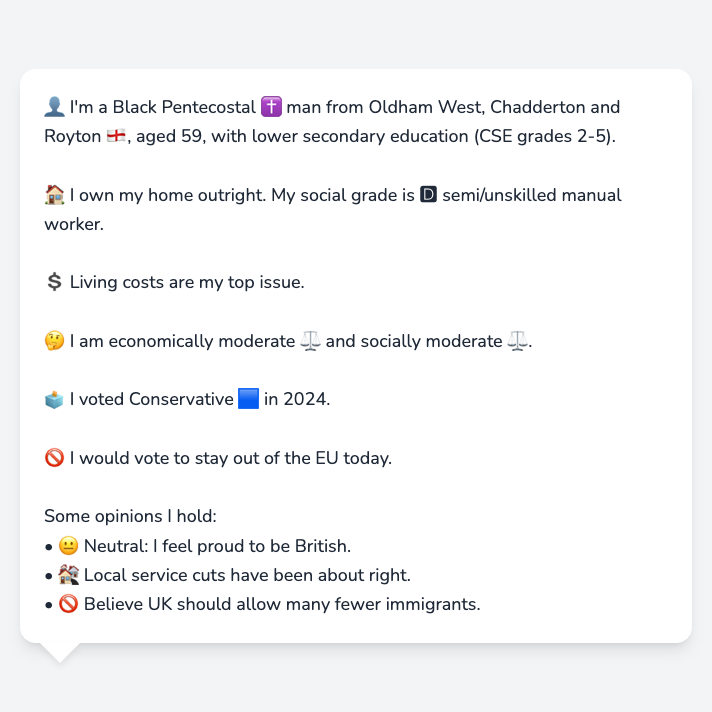 👤 I'm a Black Pentecostal ✝️ man from Oldham West, Chadderton and
Royton 🏴󠁧󠁢󠁥󠁮󠁧󠁿, aged 59, with lower secondary education (CSE grades 2-5).
🏠 I own my home outright. My social grade is 🅳 semi/unskilled manual
worker.
💲 Living costs are my top issue.
🤔 I am economically moderate ⚖️ and socially moderate ⚖️.
🗳️ I voted Conservative 🟦 in 2024.
🚫 I would vote to stay out of the EU today.
Some opinions I hold:
• 😐 Neutral: I feel proud to be British.
• 🏚️ Local service cuts have been about right.
• 🚫 Believe UK should allow many fewer immigrants.